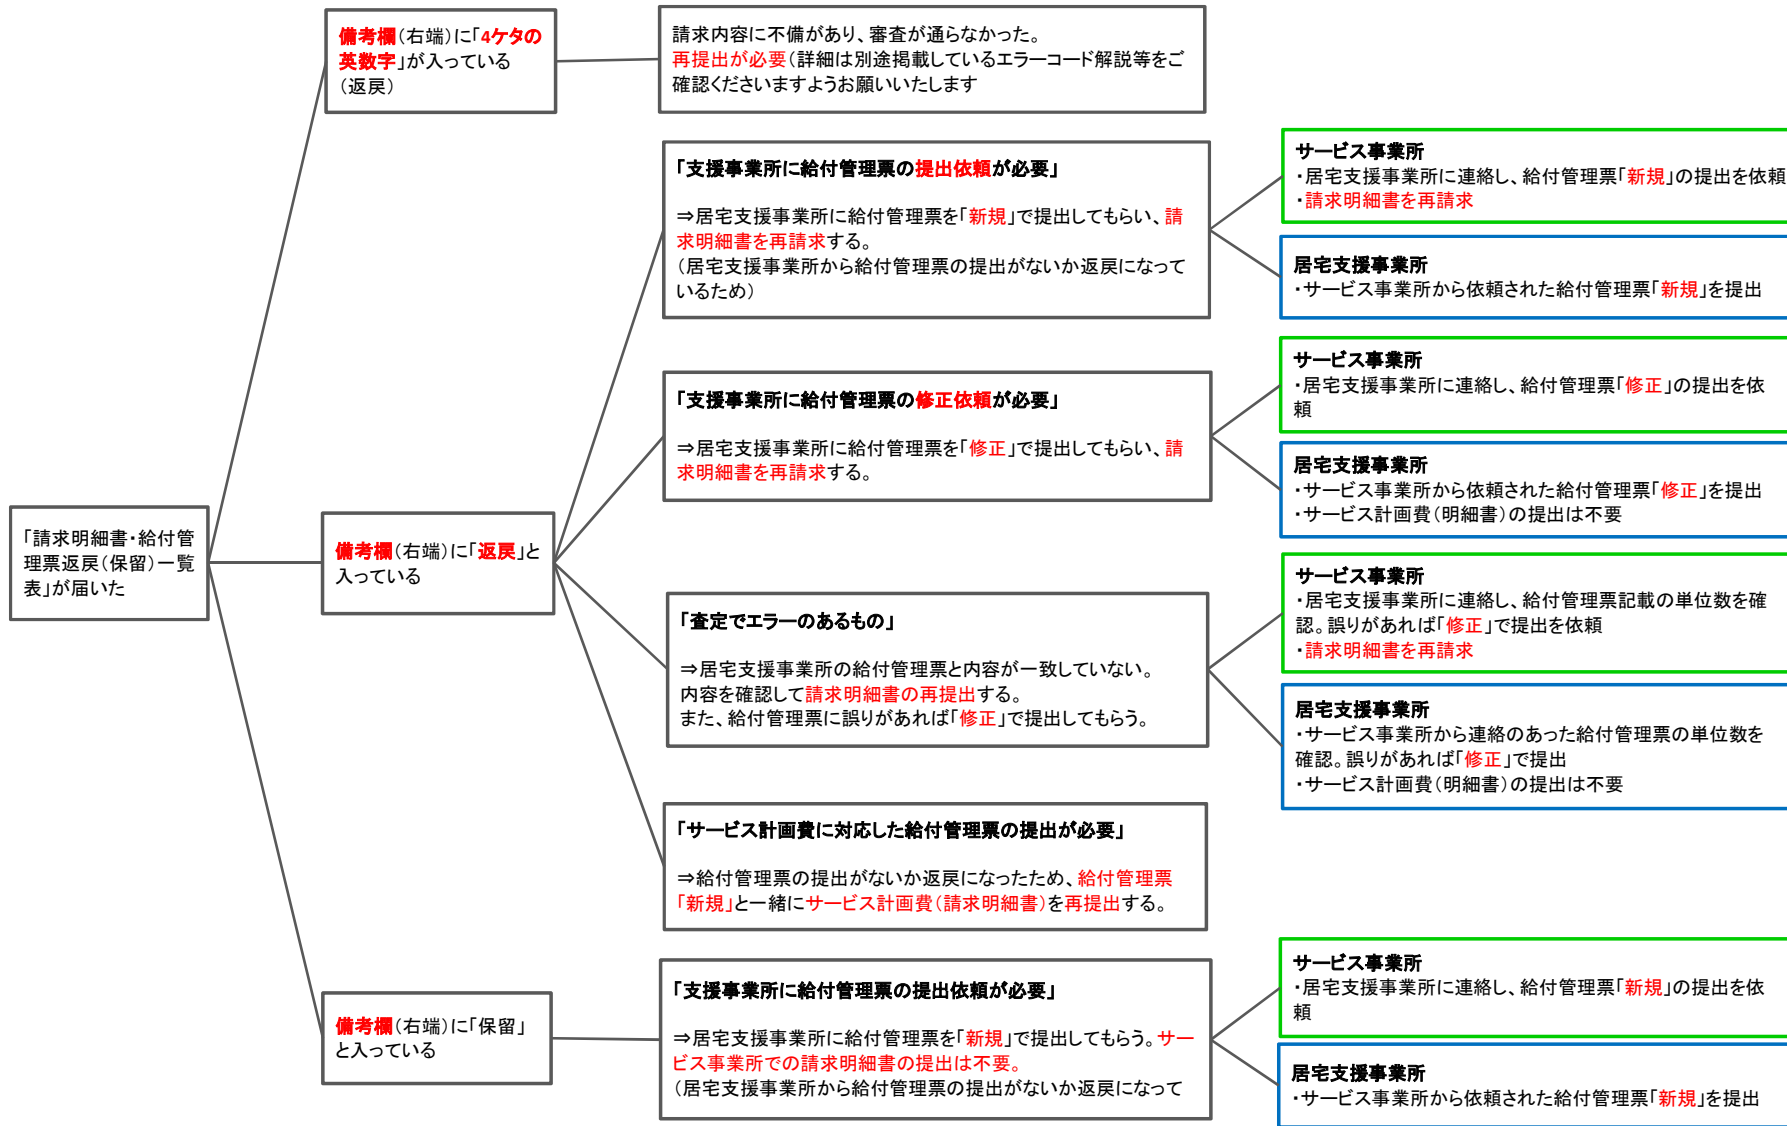 「請求明細書・給付管
理票返戻(保留)一覧
表」が届いた
備考欄(右端)に「4ケタの
英数字」が入っている
(返戻)
請求内容に不備があり、審査が通らなかった。
再提出が必要(詳細は別途掲載しているエラーコード解説等をご
確認くださいますようお願いいたします
備考欄(右端)に「返戻」と
入っている
「支援事業所に給付管理票の提出依頼が必要」
⇒居宅支援事業所に給付管理票を「新規」で提出してもらい、請
求明細書を再請求する。
(居宅支援事業所から給付管理票の提出がないか返戻になって
いるため)
サービス事業所
・居宅支援事業所に連絡し、給付管理票「新規」の提出を依頼
・請求明細書を再請求
居宅支援事業所
・サービス事業所から依頼された給付管理票「新規」を提出
「支援事業所に給付管理票の修正依頼が必要」
⇒居宅支援事業所に給付管理票を「修正」で提出してもらい、請
求明細書を再請求する。
サービス事業所
・居宅支援事業所に連絡し、給付管理票「修正」の提出を依
頼
居宅支援事業所
・サービス事業所から依頼された給付管理票「修正」を提出
・サービス計画費(明細書)の提出は不要
「査定でエラーのあるもの」
⇒居宅支援事業所の給付管理票と内容が一致していない。
内容を確認して請求明細書の再提出する。
また、給付管理票に誤りがあれば「修正」で提出してもらう。
サービス事業所
・居宅支援事業所に連絡し、給付管理票記載の単位数を確
認。誤りがあれば「修正」で提出を依頼
・請求明細書を再請求
居宅支援事業所
・サービス事業所から連絡のあった給付管理票の単位数を
確認。誤りがあれば「修正」で提出
・サービス計画費(明細書)の提出は不要
「サービス計画費に対応した給付管理票の提出が必要」
⇒給付管理票の提出がないか返戻になったため、給付管理票
「新規」と一緒にサービス計画費(請求明細書)を再提出する。
備考欄(右端)に「保留」
と入っている
「支援事業所に給付管理票の提出依頼が必要」
⇒居宅支援事業所に給付管理票を「新規」で提出してもらう。サー
ビス事業所での請求明細書の提出は不要。
(居宅支援事業所から給付管理票の提出がないか返戻になって
サービス事業所
・居宅支援事業所に連絡し、給付管理票「新規」の提出を依
頼
居宅支援事業所
・サービス事業所から依頼された給付管理票「新規」を提出